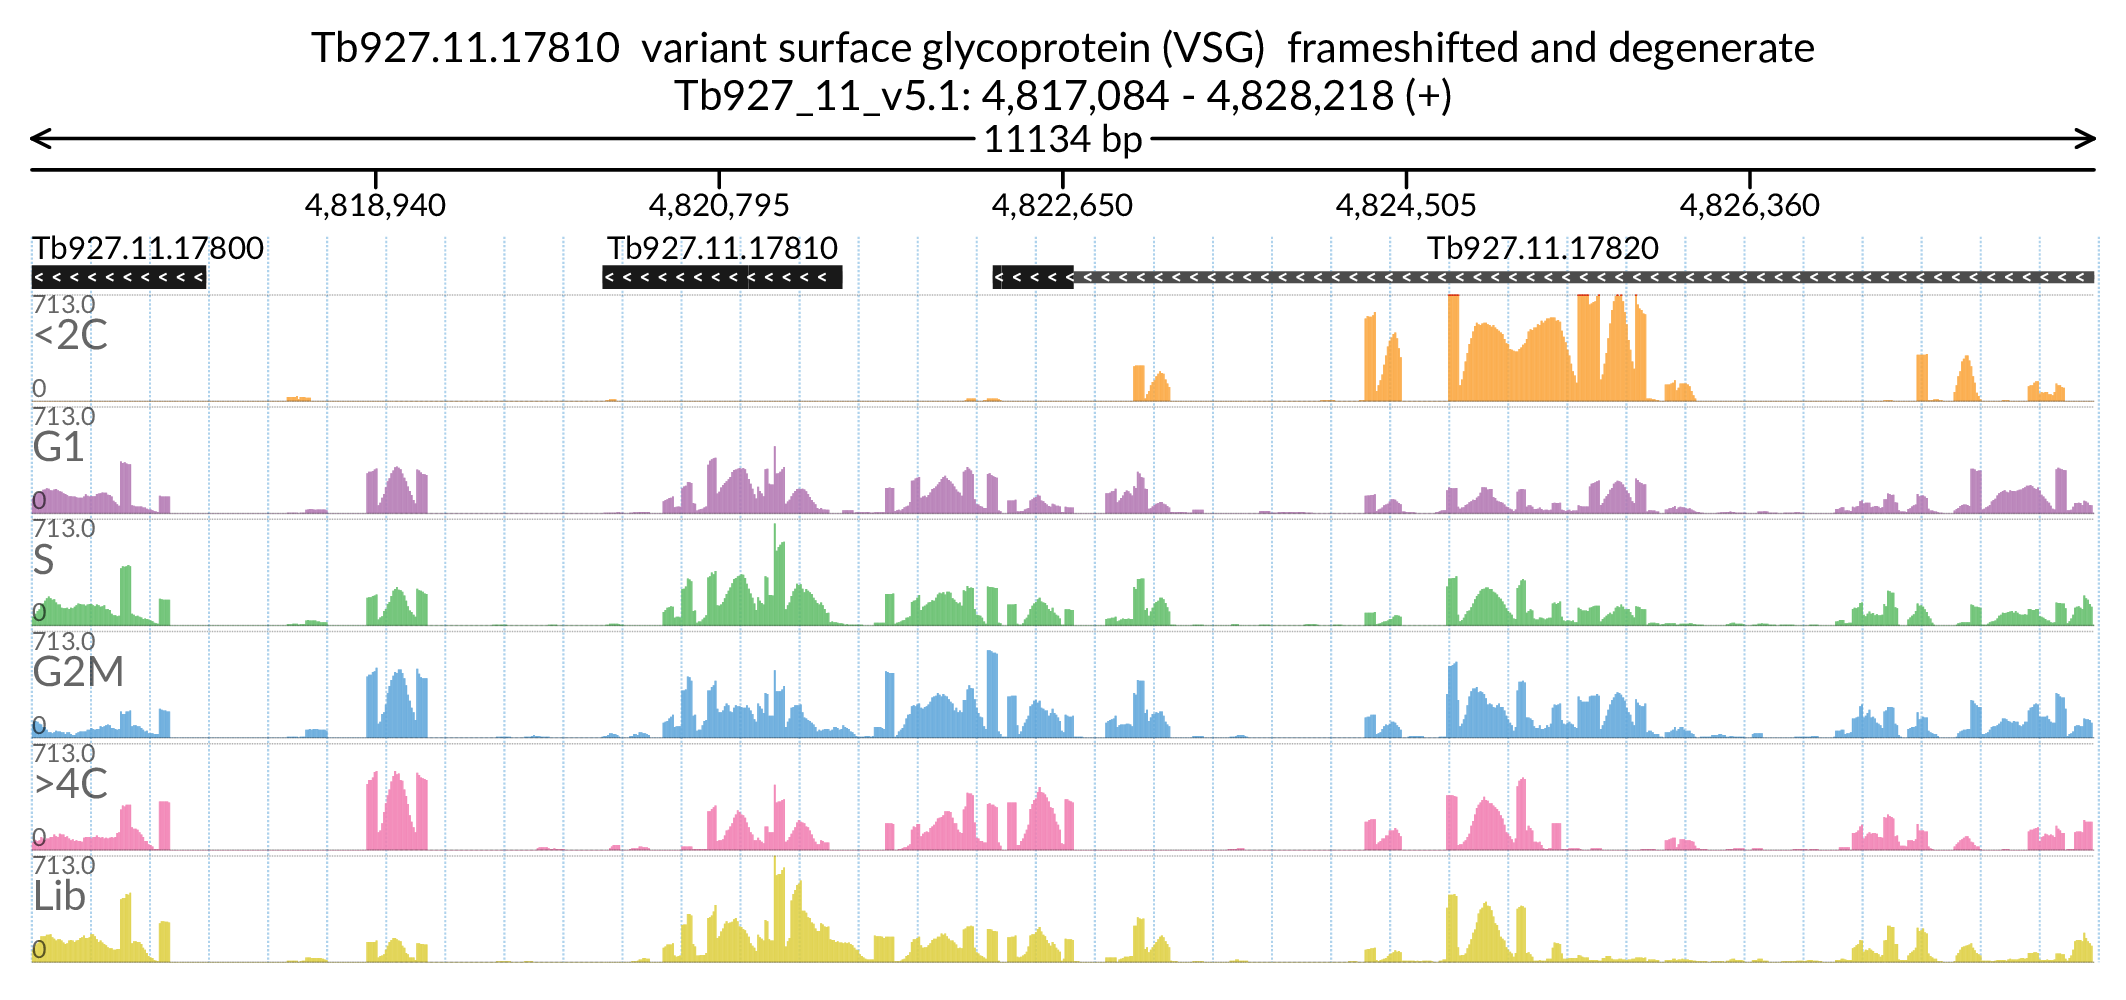 Tb927.11.17810  variant surface glycoprotein (VSG)  frameshifted and degenerate
Tb927_11_v5.1: 4,817,084 - 4,828,218 (+)
11134 bp
4,818,940 4,820,795 4,822,650 4,824,505 4,826,360
Tb927.11.17800 Tb927.11.17810 Tb927.11.17820
713.0
<2C
0
713.0
G1
0
713.0
S
0
713.0
G2M
0
713.0
>4C
0
713.0
Lib
0